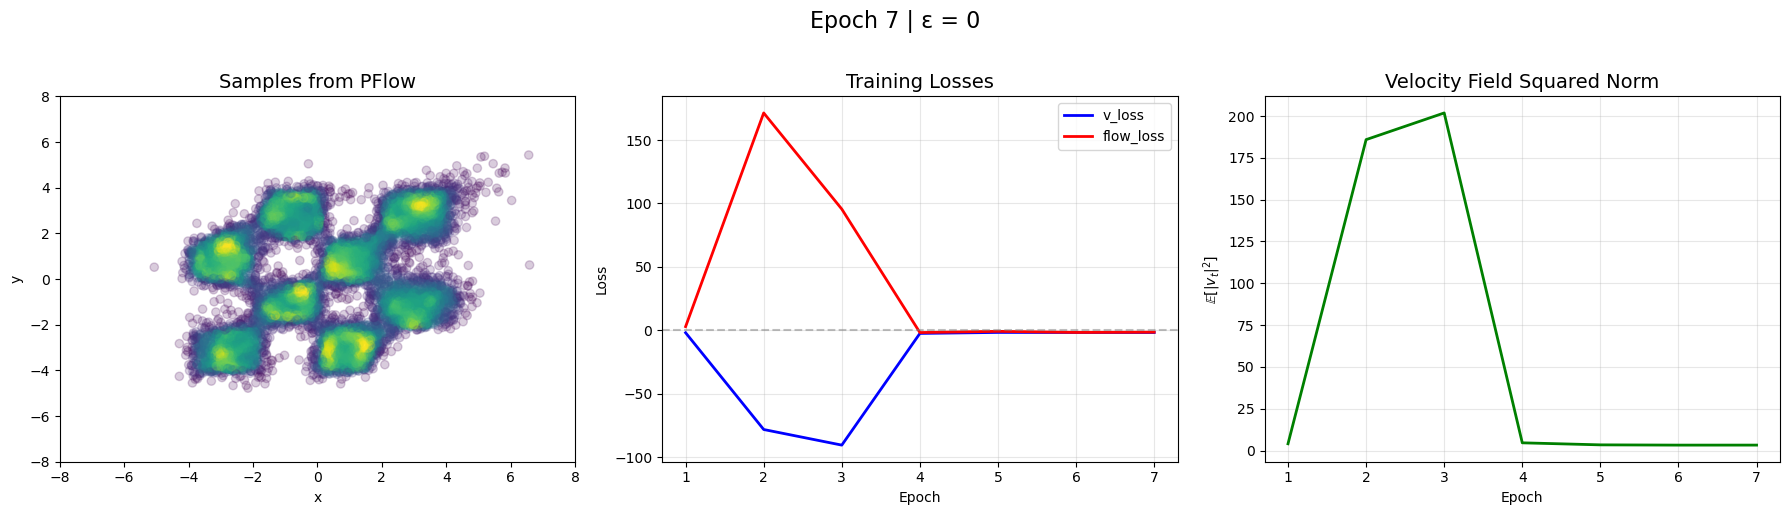 Epoch 7 | ε = 0
Samples from PFlow
8
6
4
2
0
−2
−4
−6
−8
y
−8 −6 −4 −2 0 2 4 6 8
x
Training Losses
v_loss
flow_loss
150
100
50
0
−50
−100
Loss
1 2 3 4 5 6 7
Epoch
Velocity Field Squared Norm
200
175
150
125
100
75
50
25
0
𝔼[|v_t|²]
1 2 3 4 5 6 7
Epoch